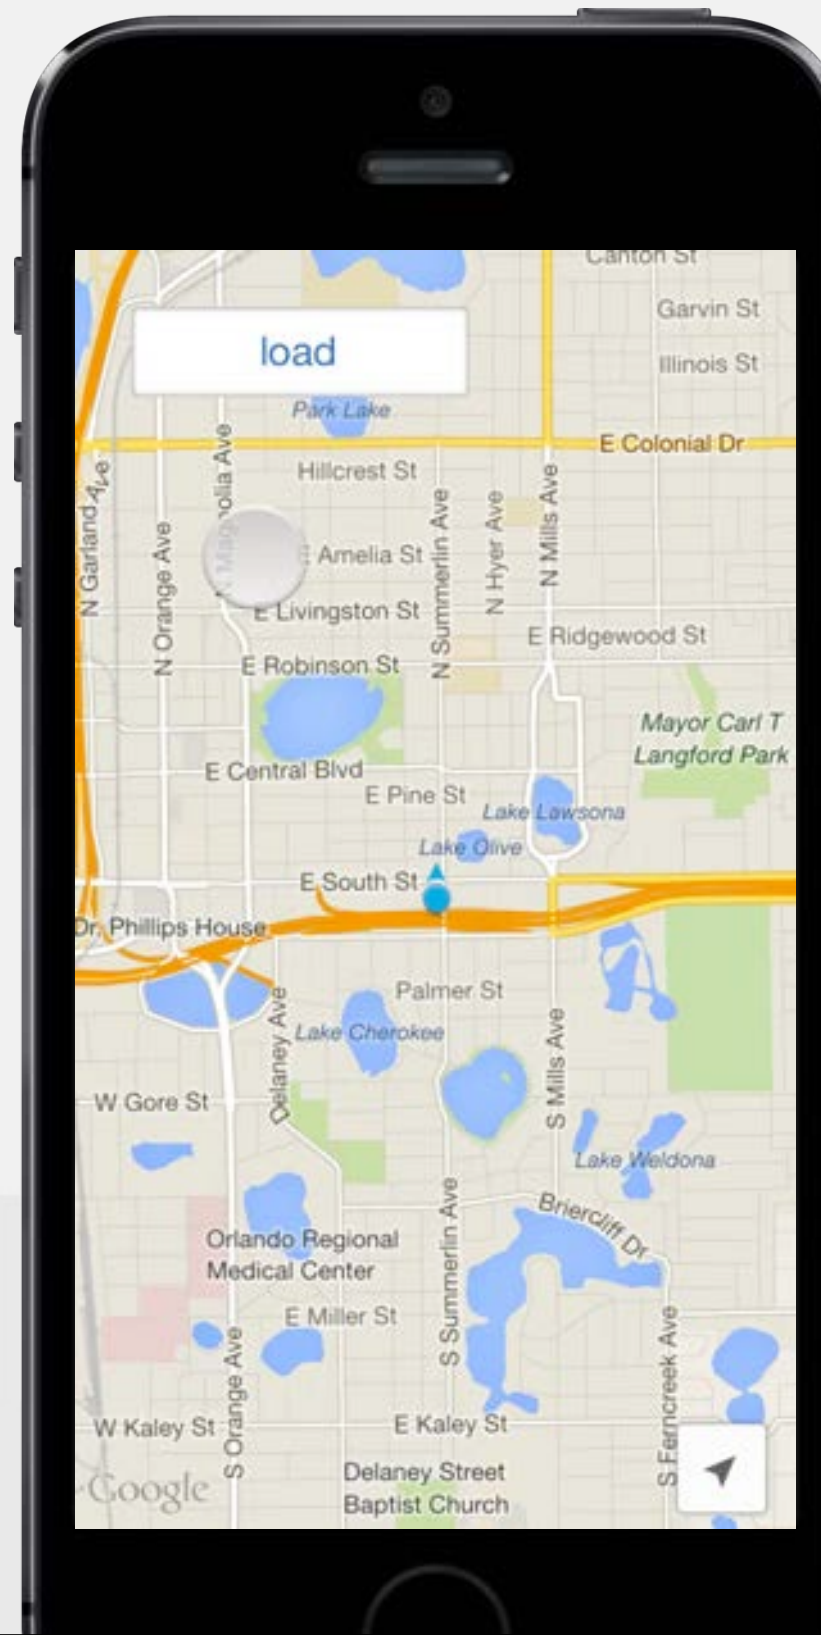 Canton St
Garvin St
load
Illinois St
Park Lake
E Colonial Dr
Hillcrest St
N Garland Ave
N Orange Ave
N Magnolia Ave
Amelia St
N Summerlin Ave
N Hyer Ave
N Mills Ave
E Livingston St
E Ridgewood St
E Robinson St
Mayor Carl T
Langford Park
E Central Blvd
E Pine St
Lake Lawsona
Lake Olive
E South St
Dr. Phillips House
Palmer St
Delaney Ave
Lake Cherokee
S Mills Ave
W Gore St
Lake Weldona
S Summerlin Ave
Briercliff Dr
Orlando Regional
Medical Center
E Miller St
S Orange Ave
S Ferncreek Ave
W Kaley St
E Kaley St
Google
Delaney Street
Baptist Church